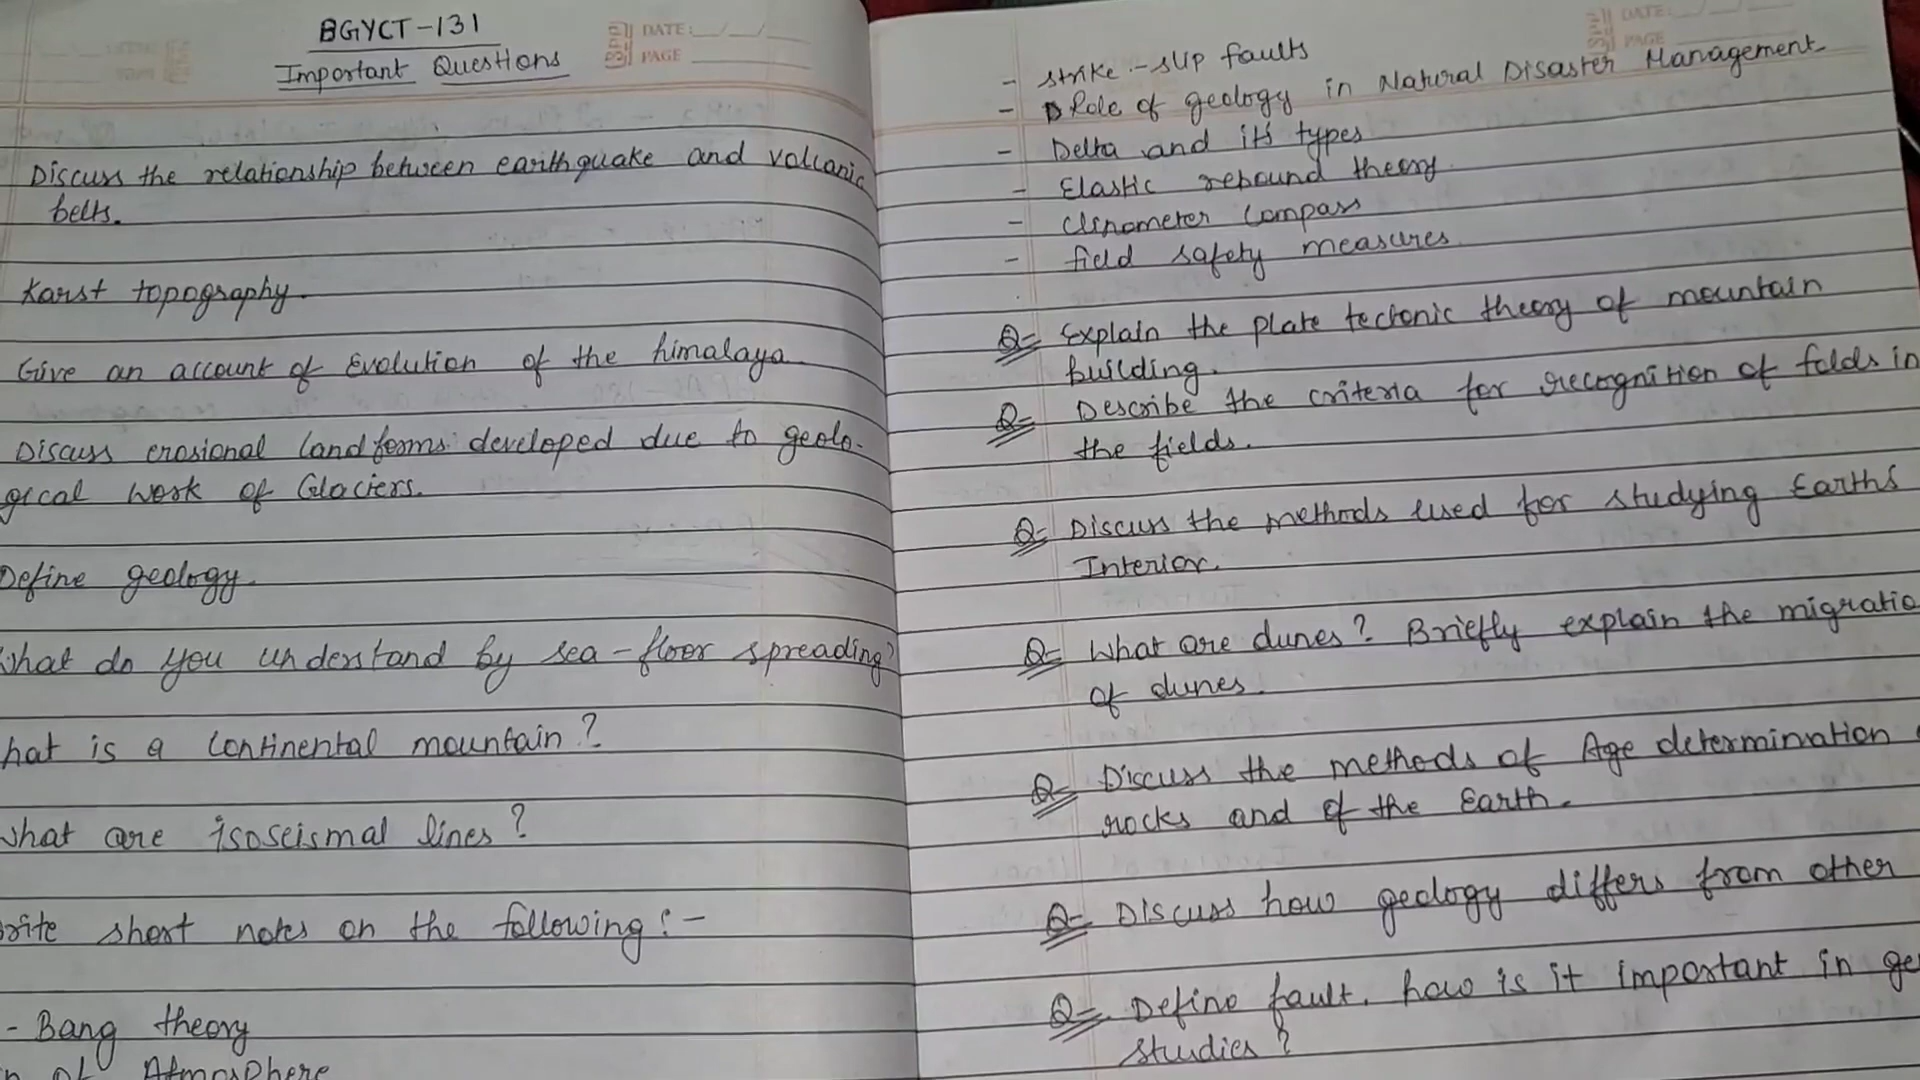 BGYCT-131
Important Questions
DATE:
PAGE
Discuss the relationship between earthquake and volcanic
belts.
Karst topography.
Give an account of Evolution of the himalaya
Discuss erosional landforms developed due to geolo-
gical work of Glaciers.
Define geology.
What do you understand by sea-floor spreading?
hat is a continental mountain?
What are isoseismal lines?
rite short notes on the following:-
- Bang theory
of Atmosphere
DATE:
PAGE
- strike-slip faults
- Role of geology in Natural Disaster Management
- Delta and its types
- Elastic rebound theory
- Clinometer compass
- field safety measures
Q= Explain the plate tectonic theory of mountain
building.
Q= Describe the criteria for recognition of folds in
the fields.
Q= Discuss the methods used for studying Earths
Interior.
Q= What are dunes? Briefly explain the migratio
of dunes.
Q= Discuss the methods of Age determination
rocks and of the Earth.
Q= Discuss how geology differs from other
Q= Define fault. how is it important in ge
studies?